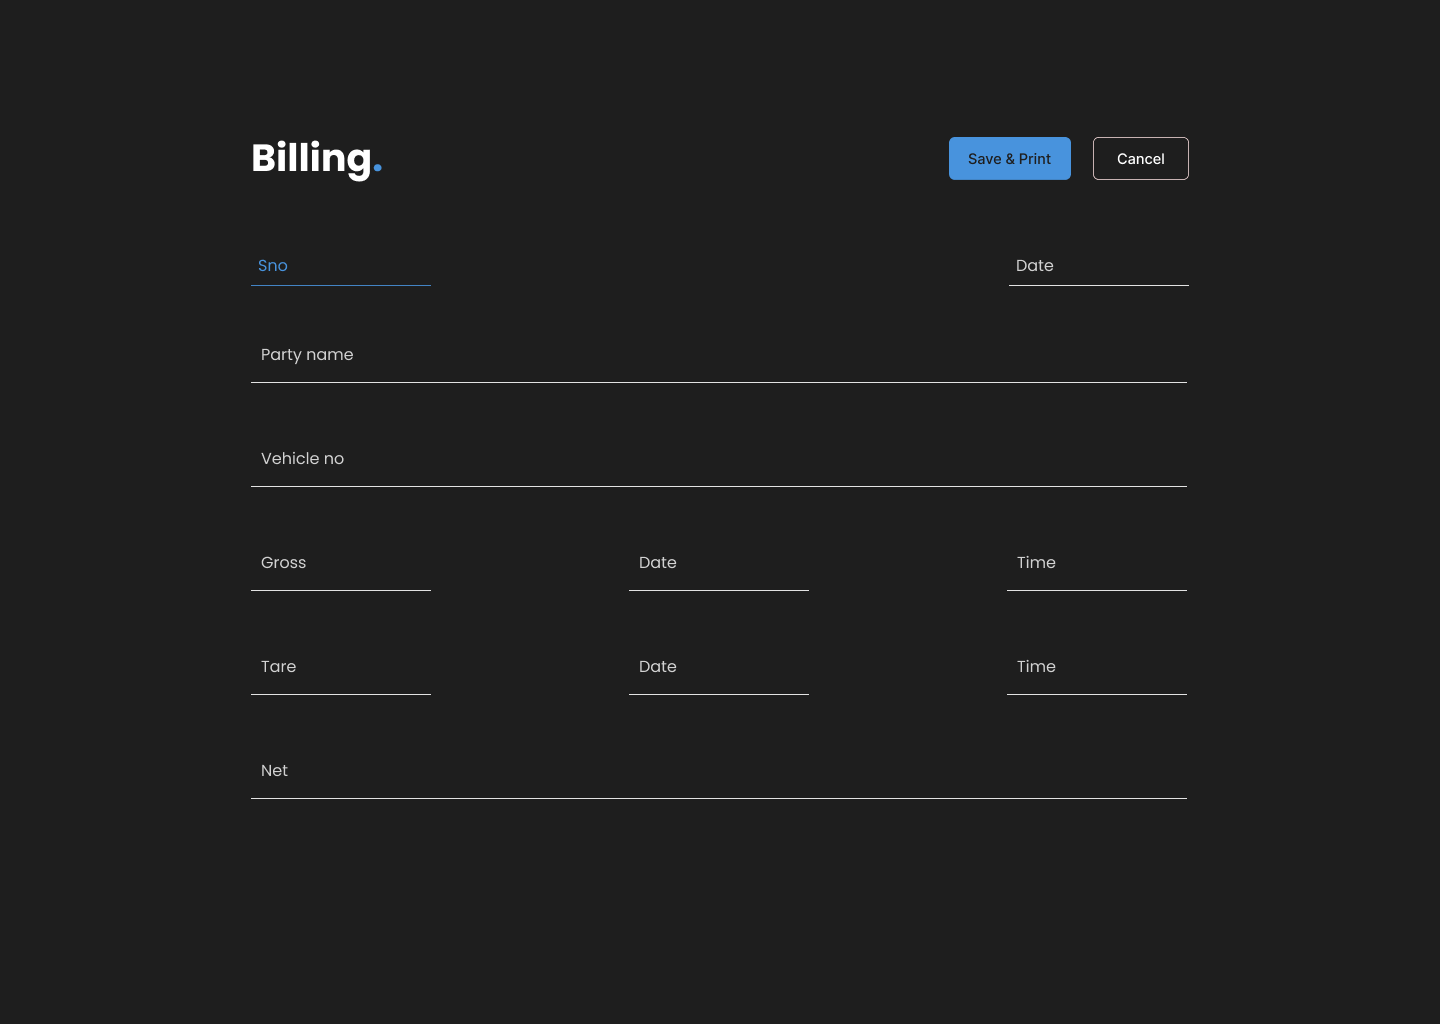 Billing.
Save & Print
Cancel
Sno
Date
Party name
Vehicle no
Gross
Date
Time
Tare
Date
Time
Net